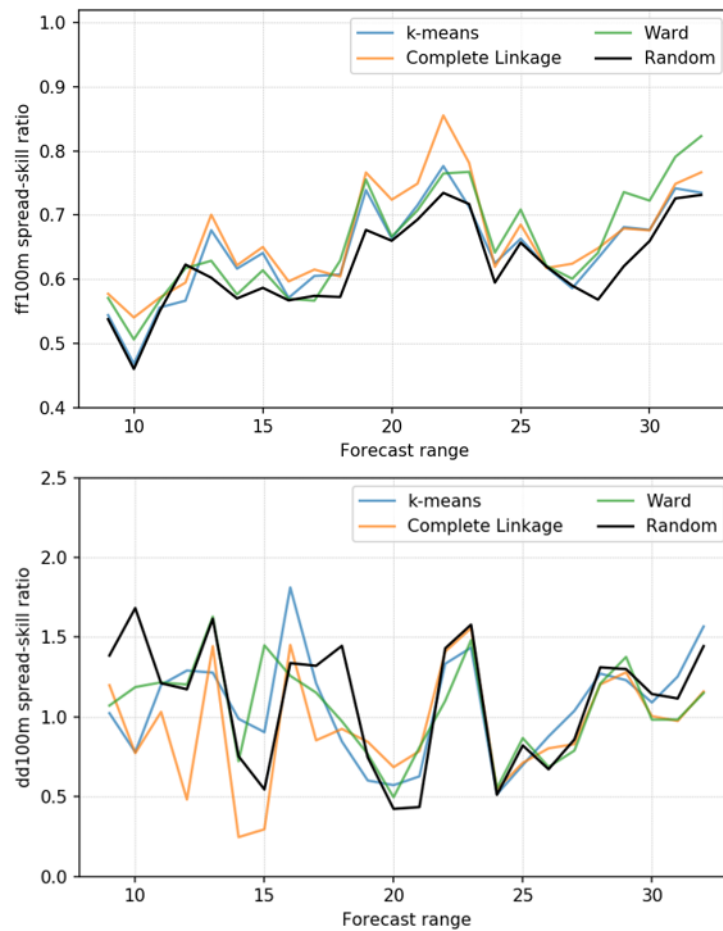 1.0
0.9
0.8
0.7
0.6
0.5
0.4
ff100m spread-skill ratio
k-means Ward
Complete Linkage Random
10 15 20 25 30
Forecast range
2.5
2.0
1.5
1.0
0.5
0.0
dd100m spread-skill ratio
k-means Ward
Complete Linkage Random
10 15 20 25 30
Forecast range